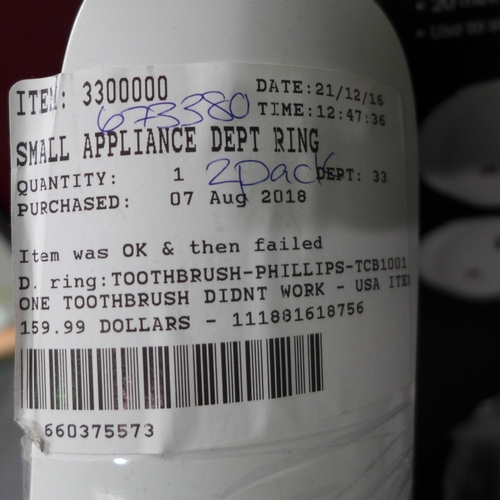 ITEM: 3300000 DATE:21/12/16
673380 TIME:12:47:36
SMALL APPLIANCE DEPT RING
QUANTITY: 1 2pack DEPT: 33
PURCHASED: 07 Aug 2018
Item was OK & then failed
D. ring:TOOTHBRUSH-PHILLIPS-TCB1001
ONE TOOTHBRUSH DIDNT WORK - USA ITE
159.99 DOLLARS - 111881618756
660375573